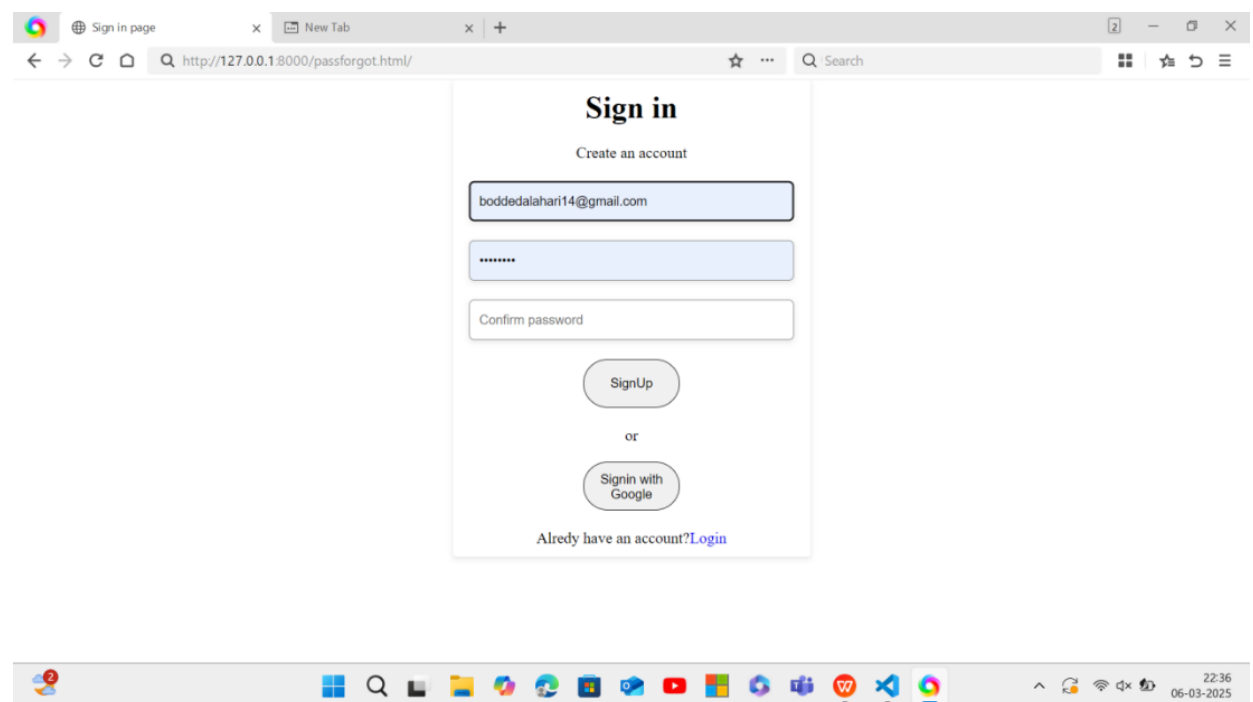 Sign in page
New Tab
2
http://127.0.0.1:8000/passforgot.html/
Search
Sign in
Create an account
boddedalahari14@gmail.com
••••••••
Confirm password
SignUp
or
Signin with
Google
Alredy have an account?Login
2
22:36
06-03-2025